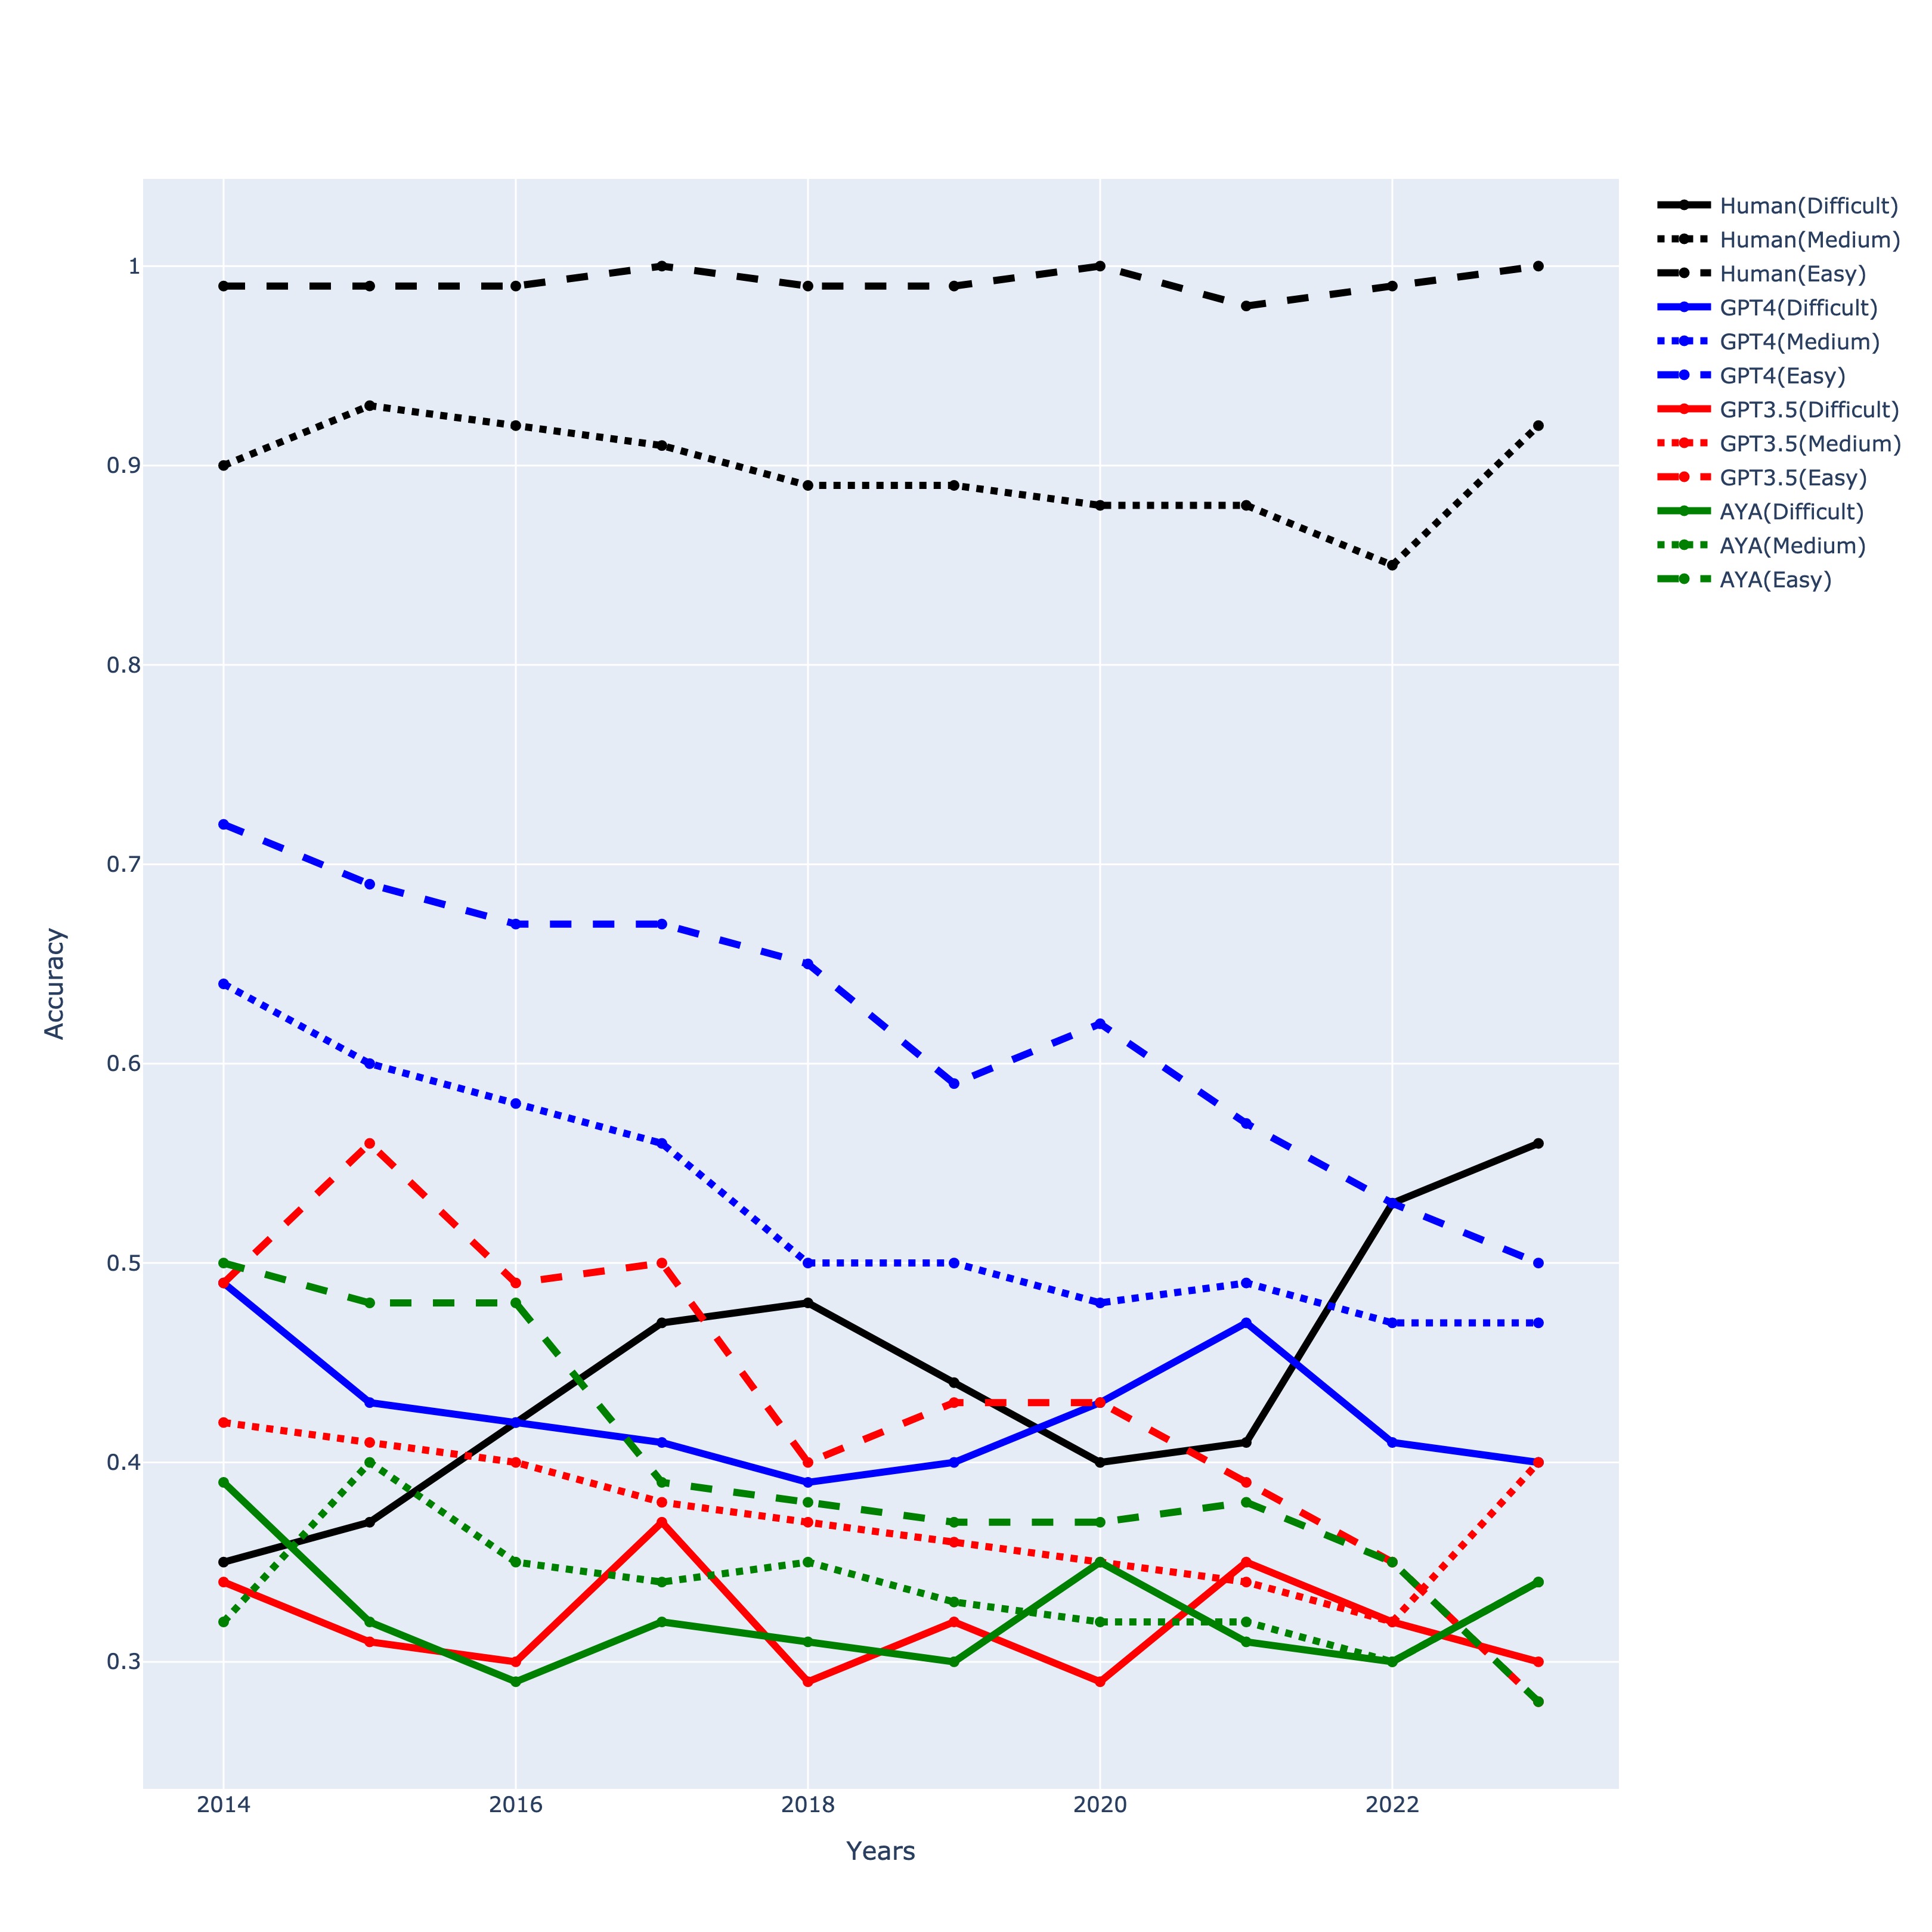 Human(Difficult)
Human(Medium)
Human(Easy)
GPT4(Difficult)
GPT4(Medium)
GPT4(Easy)
GPT3.5(Difficult)
GPT3.5(Medium)
GPT3.5(Easy)
AYA(Difficult)
AYA(Medium)
AYA(Easy)
1
0.9
0.8
0.7
0.6
0.5
0.4
0.3
Accuracy
2014
2016
2018
2020
2022
Years